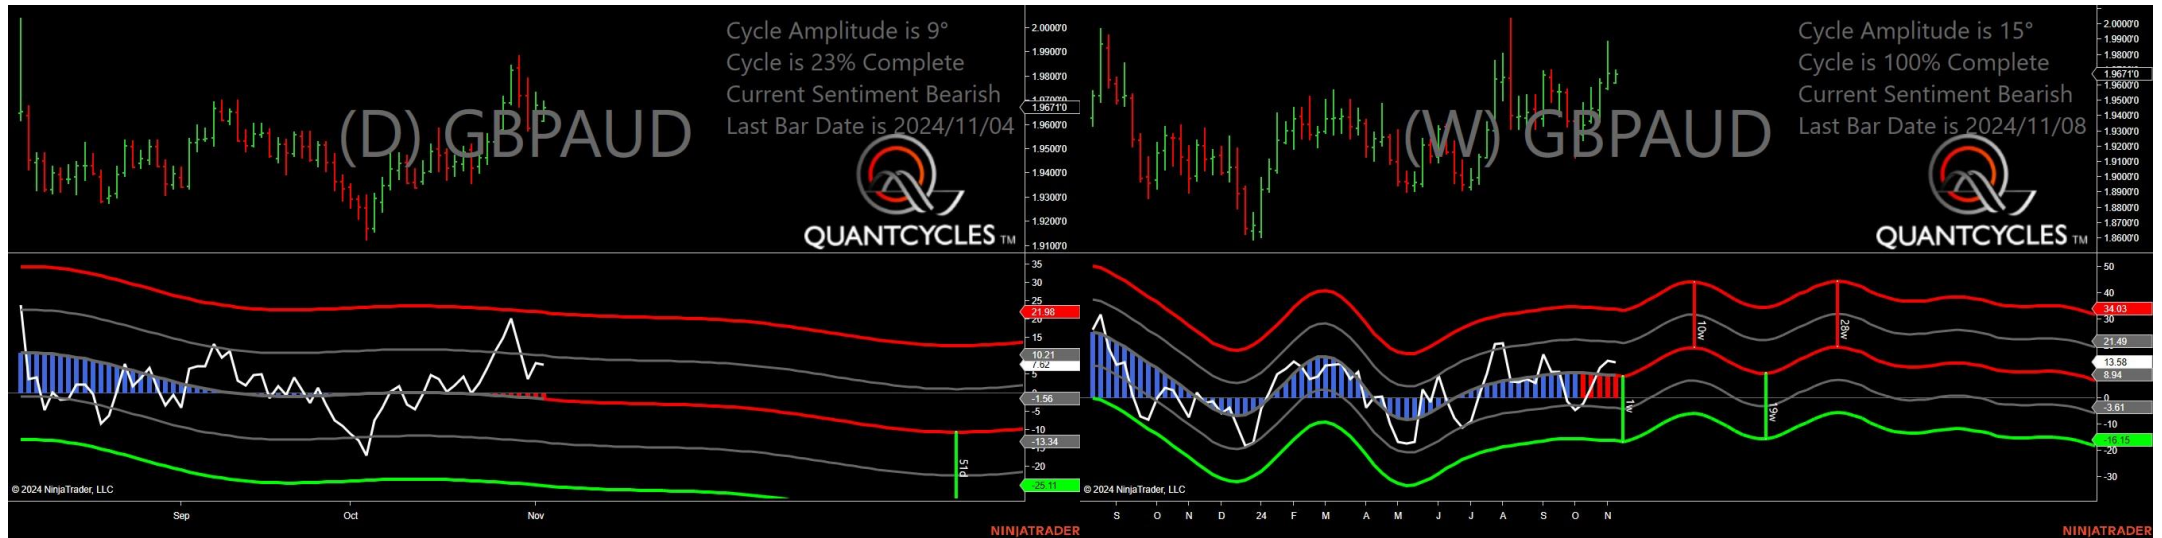 Cycle Amplitude is 9°
Cycle is 23% Complete
Current Sentiment Bearish
Last Bar Date is 2024/11/04
(D) GBPAUD
QUANTCYCLES TM
2.0000'0
1.9900'0
1.9800'0
1.9671'0
1.9600'0
1.9500'0
1.9400'0
1.9300'0
1.9200'0
1.9100'0
35
30
25
21.98
20
15
10.21
7.62
5
-1.56
-5
-10
-13.34
-20
-25.11
51d
© 2024 NinjaTrader, LLC
Sep
Oct
Nov
NINJATRADER
Cycle Amplitude is 15°
Cycle is 100% Complete
Current Sentiment Bearish
Last Bar Date is 2024/11/08
(W) GBPAUD
QUANTCYCLES TM
2.0000'0
1.9900'0
1.9800'0
1.9671'0
1.9600'0
1.9500'0
1.9400'0
1.9300'0
1.9200'0
1.9100'0
1.9000'0
1.8900'0
1.8800'0
1.8700'0
1.8600'0
50
40
34.03
30
21.49
13.58
8.94
0
-3.61
-10
-16.15
-20
-30
1w
10w
19w
28w
© 2024 NinjaTrader, LLC
S
O
N
D
24
F
M
A
M
J
J
A
S
O
N
NINJATRADER